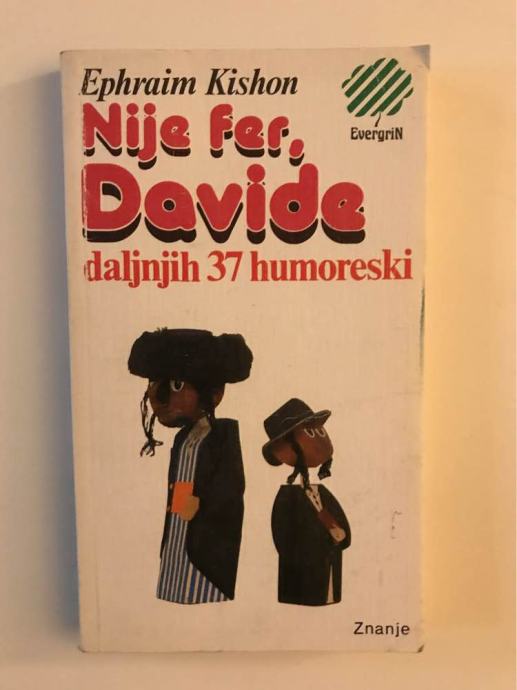 Ephraim Kishon
EvergriN
Nije fer,
Davide
daljnjih 37 humoreski
Znanje